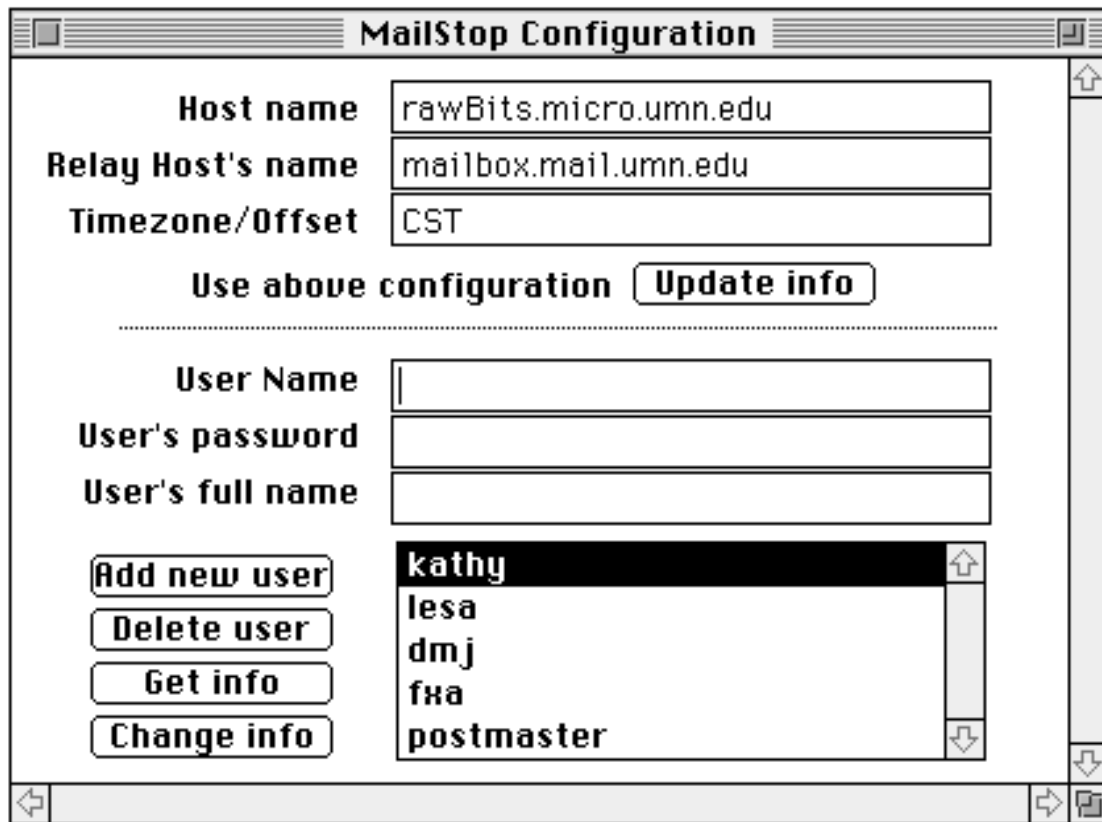 MailStop Configuration
Host name rawBits.micro.umn.edu
Relay Host's name mailbox.mail.umn.edu
Timezone/Offset CST
Use above configuration Update info
User Name
User's password
User's full name
Add new user
Delete user
Get info
Change info
kathy
lesa
dmj
fxa
postmaster